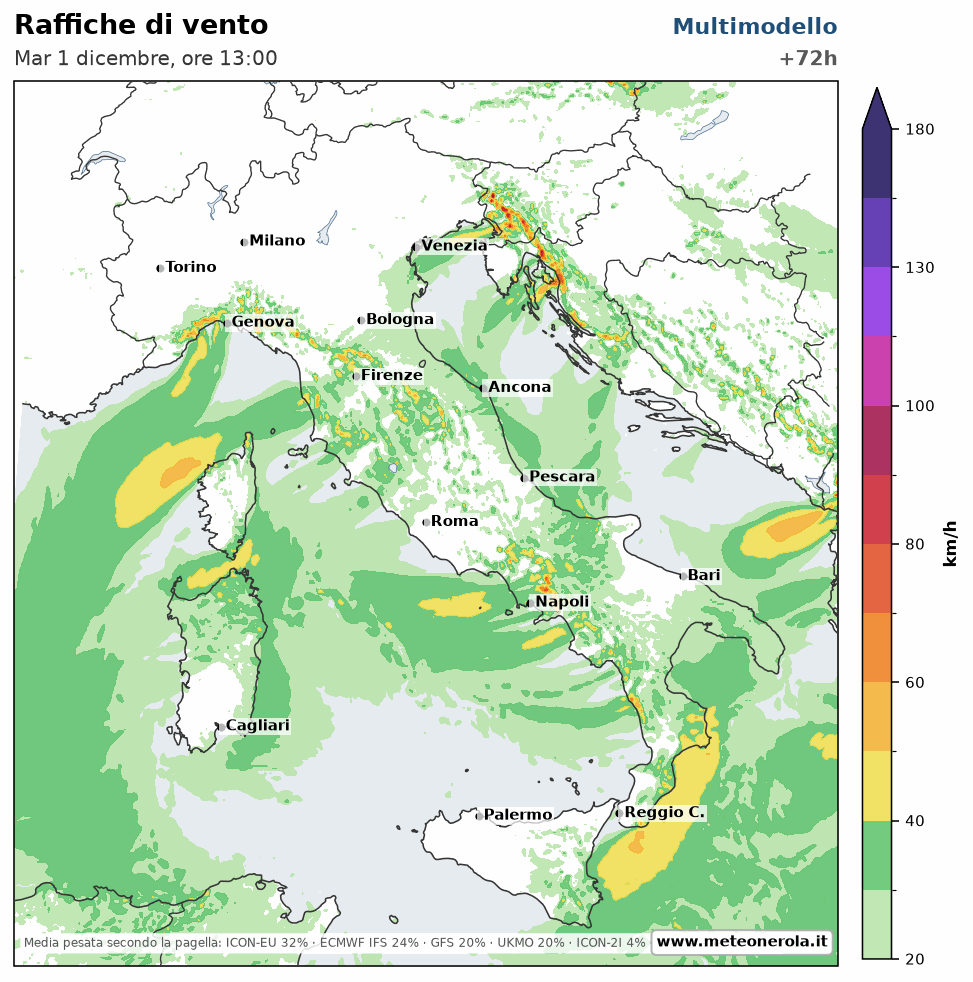 Raffiche di vento
Multimodello
Mar 1 dicembre, ore 13:00
+72h
180
130
100
80
60
40
20
km/h
Milano
Venezia
Torino
Genova
Bologna
Firenze
Ancona
Pescara
Roma
Bari
Napoli
Cagliari
Palermo
Reggio C.
Media pesata secondo la pagella: ICON-EU 32% · ECMWF IFS 24% · GFS 20% · UKMO 20% · ICON-2I 4%
www.meteonerola.it